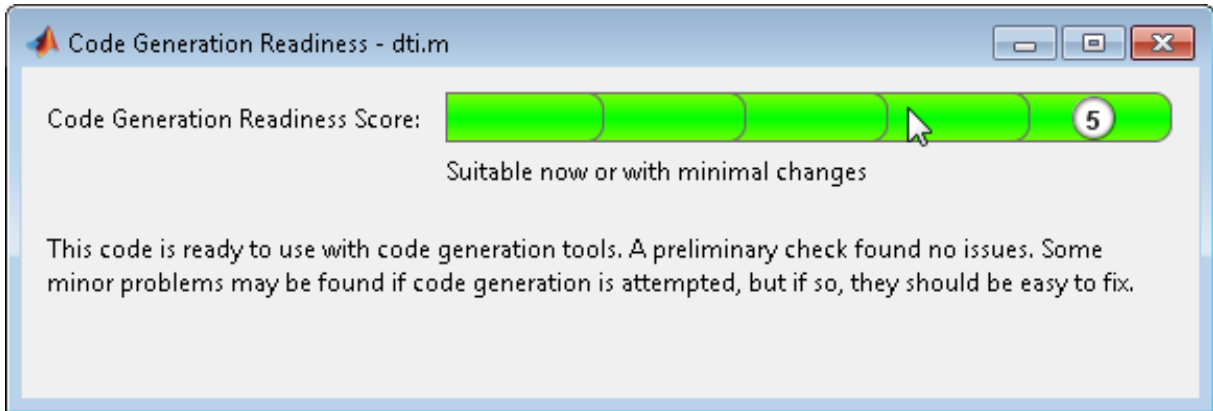 Code Generation Readiness - dti.m
Code Generation Readiness Score:
5
Suitable now or with minimal changes
This code is ready to use with code generation tools. A preliminary check found no issues. Some
minor problems may be found if code generation is attempted, but if so, they should be easy to fix.